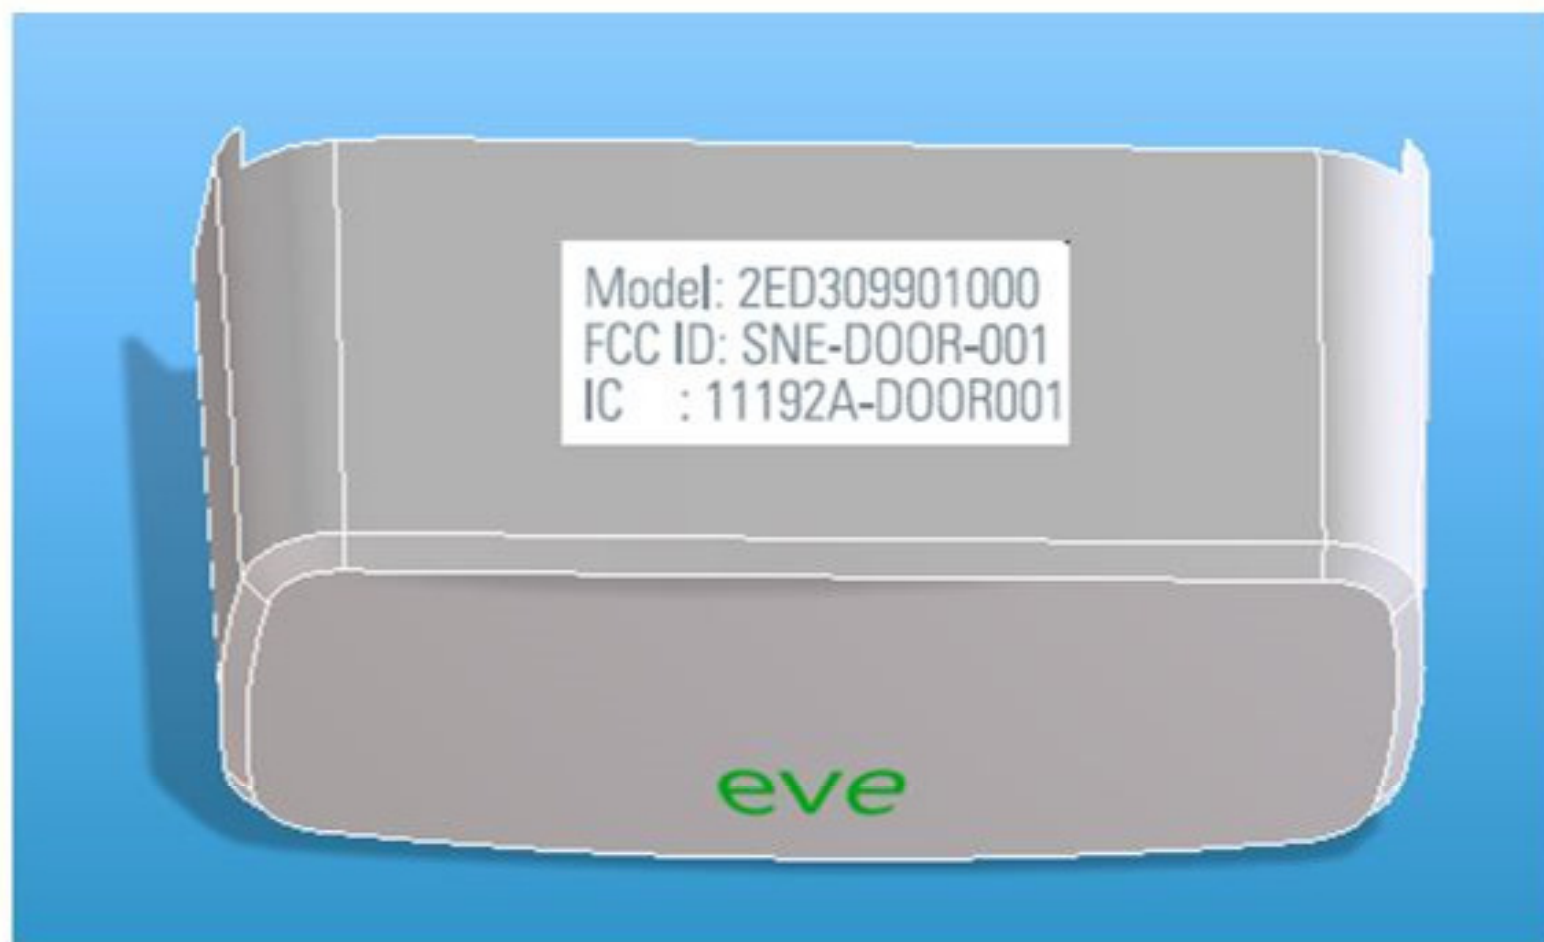 Model: 2ED309901000
FCC ID: SNE-DOOR-001
IC : 11192A-DOOR001
eve